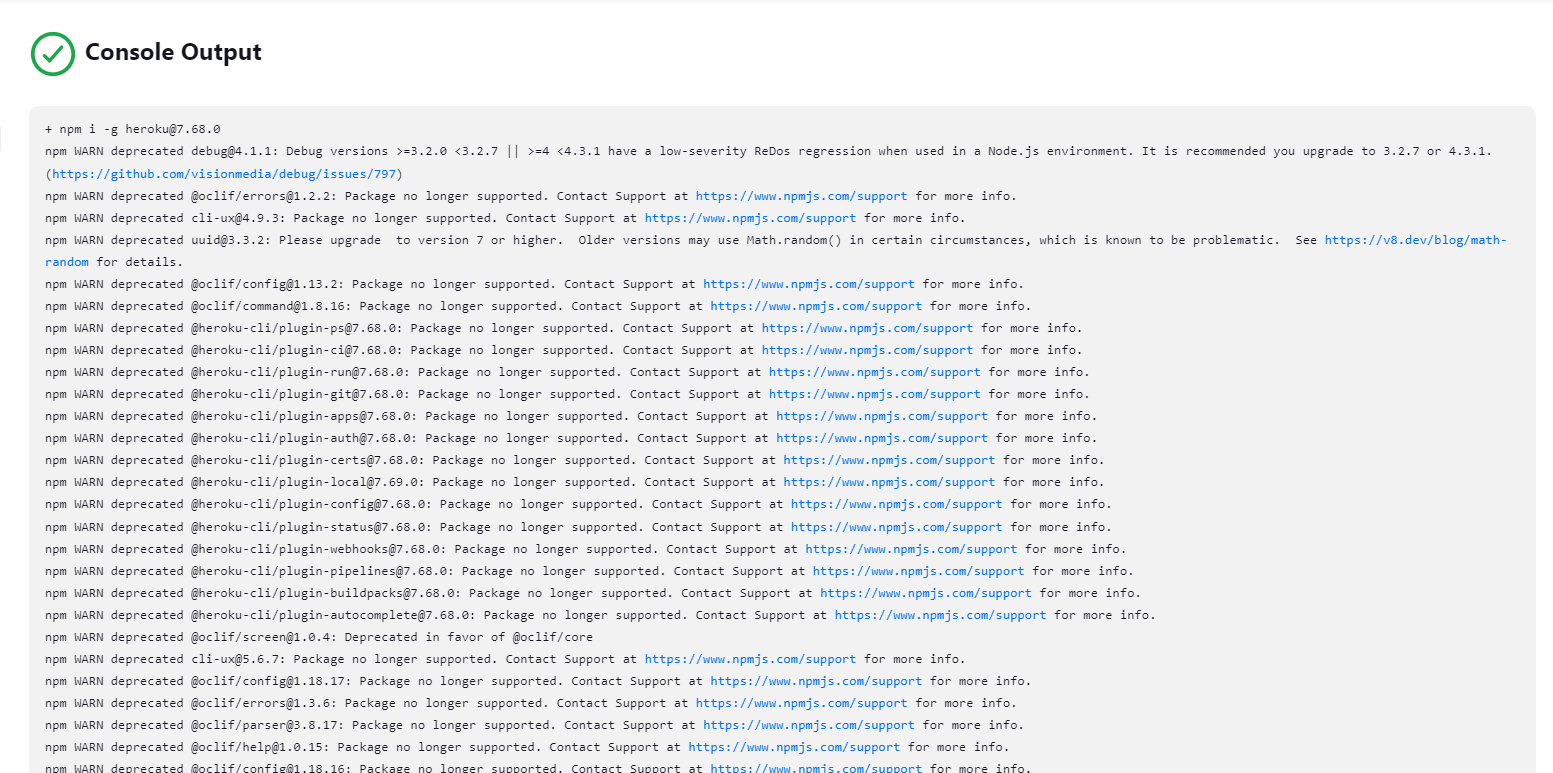 Console Output
+ npm i -g heroku@7.68.0
npm WARN deprecated debug@4.1.1: Debug versions >=3.2.0 <3.2.7 || >=4 <4.3.1 have a low-severity ReDos regression when used in a Node.js environment. It is recommended you upgrade to 3.2.7 or 4.3.1.
(https://github.com/visionmedia/debug/issues/797)
npm WARN deprecated @oclif/errors@1.2.2: Package no longer supported. Contact Support at https://www.npmjs.com/support for more info.
npm WARN deprecated cli-ux@4.9.3: Package no longer supported. Contact Support at https://www.npmjs.com/support for more info.
npm WARN deprecated uuid@3.3.2: Please upgrade  to version 7 or higher.  Older versions may use Math.random() in certain circumstances, which is known to be problematic.  See https://v8.dev/blog/math-
random for details.
npm WARN deprecated @oclif/config@1.13.2: Package no longer supported. Contact Support at https://www.npmjs.com/support for more info.
npm WARN deprecated @oclif/command@1.8.16: Package no longer supported. Contact Support at https://www.npmjs.com/support for more info.
npm WARN deprecated @heroku-cli/plugin-ps@7.68.0: Package no longer supported. Contact Support at https://www.npmjs.com/support for more info.
npm WARN deprecated @heroku-cli/plugin-ci@7.68.0: Package no longer supported. Contact Support at https://www.npmjs.com/support for more info.
npm WARN deprecated @heroku-cli/plugin-run@7.68.0: Package no longer supported. Contact Support at https://www.npmjs.com/support for more info.
npm WARN deprecated @heroku-cli/plugin-git@7.68.0: Package no longer supported. Contact Support at https://www.npmjs.com/support for more info.
npm WARN deprecated @heroku-cli/plugin-apps@7.68.0: Package no longer supported. Contact Support at https://www.npmjs.com/support for more info.
npm WARN deprecated @heroku-cli/plugin-auth@7.68.0: Package no longer supported. Contact Support at https://www.npmjs.com/support for more info.
npm WARN deprecated @heroku-cli/plugin-certs@7.68.0: Package no longer supported. Contact Support at https://www.npmjs.com/support for more info.
npm WARN deprecated @heroku-cli/plugin-local@7.69.0: Package no longer supported. Contact Support at https://www.npmjs.com/support for more info.
npm WARN deprecated @heroku-cli/plugin-config@7.68.0: Package no longer supported. Contact Support at https://www.npmjs.com/support for more info.
npm WARN deprecated @heroku-cli/plugin-status@7.68.0: Package no longer supported. Contact Support at https://www.npmjs.com/support for more info.
npm WARN deprecated @heroku-cli/plugin-webhooks@7.68.0: Package no longer supported. Contact Support at https://www.npmjs.com/support for more info.
npm WARN deprecated @heroku-cli/plugin-pipelines@7.68.0: Package no longer supported. Contact Support at https://www.npmjs.com/support for more info.
npm WARN deprecated @heroku-cli/plugin-buildpacks@7.68.0: Package no longer supported. Contact Support at https://www.npmjs.com/support for more info.
npm WARN deprecated @heroku-cli/plugin-autocomplete@7.68.0: Package no longer supported. Contact Support at https://www.npmjs.com/support for more info.
npm WARN deprecated @oclif/screen@1.0.4: Deprecated in favor of @oclif/core
npm WARN deprecated cli-ux@5.6.7: Package no longer supported. Contact Support at https://www.npmjs.com/support for more info.
npm WARN deprecated @oclif/config@1.18.17: Package no longer supported. Contact Support at https://www.npmjs.com/support for more info.
npm WARN deprecated @oclif/errors@1.3.6: Package no longer supported. Contact Support at https://www.npmjs.com/support for more info.
npm WARN deprecated @oclif/parser@3.8.17: Package no longer supported. Contact Support at https://www.npmjs.com/support for more info.
npm WARN deprecated @oclif/help@1.0.15: Package no longer supported. Contact Support at https://www.npmjs.com/support for more info.
npm WARN deprecated @oclif/config@1.18.16: Package no longer supported. Contact Support at https://www.npmjs.com/support for more info.